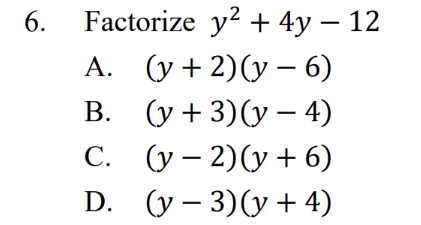 6. Factorize y² + 4y − 12
A. (y + 2)(y − 6)
B. (y + 3)(y − 4)
C. (y − 2)(y + 6)
D. (y − 3)(y + 4)